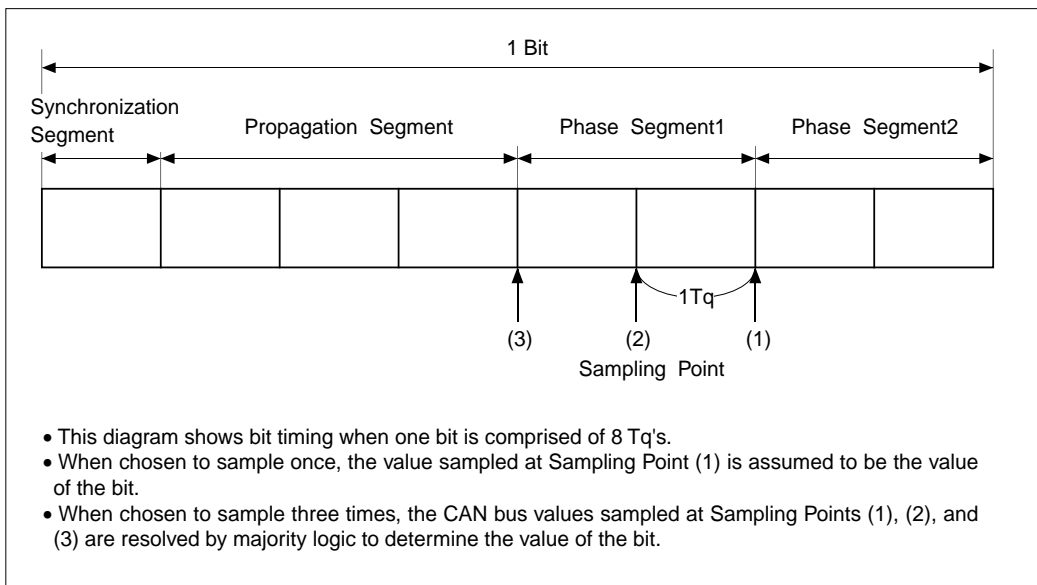 1 Bit
Synchronization
Segment
Propagation Segment
Phase Segment1
Phase Segment2
1Tq
(3)
(2)
(1)
Sampling Point
• This diagram shows bit timing when one bit is comprised of 8 Tq's.
• When chosen to sample once, the value sampled at Sampling Point (1) is assumed to be the value
of the bit.
• When chosen to sample three times, the CAN bus values sampled at Sampling Points (1), (2), and
(3) are resolved by majority logic to determine the value of the bit.